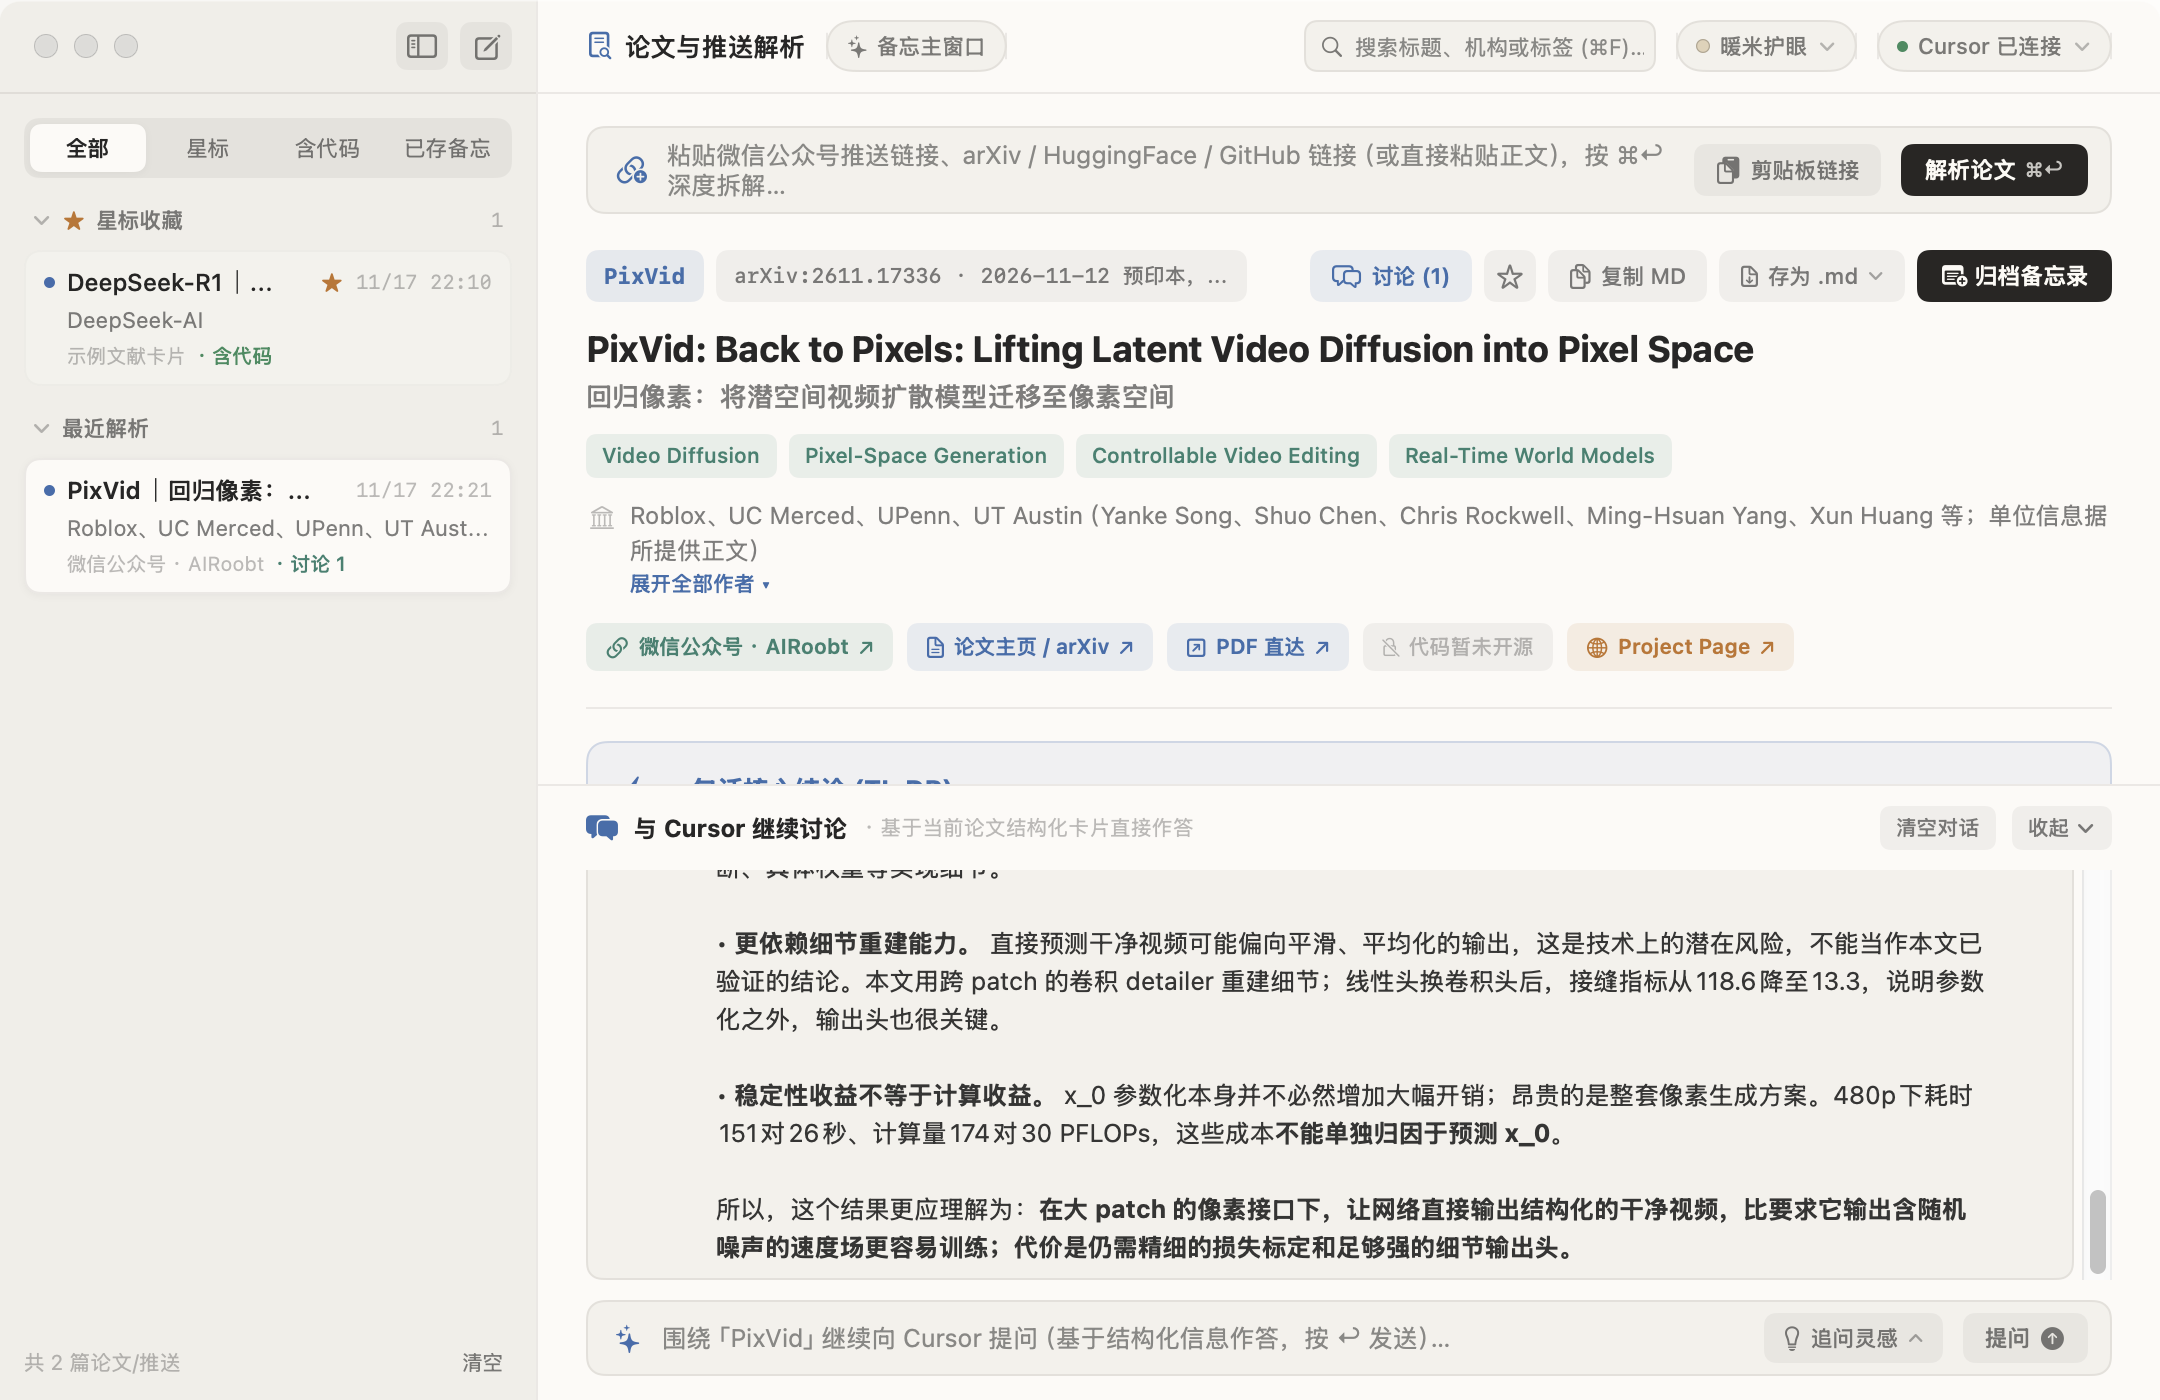 论文与推送解析
备忘主窗口
搜索标题、机构或标签 (⌘F)...
暖米护眼
Cursor 已连接
全部
星标
含代码
已存备忘
星标收藏
1
DeepSeek-R1｜...
11/17 22:10
DeepSeek-AI
示例文献卡片 · 含代码
最近解析
1
PixVid｜回归像素：...
11/17 22:21
Roblox、UC Merced、UPenn、UT Aust...
微信公众号 · AIRoobt · 讨论 1
共 2 篇论文/推送
清空
粘贴微信公众号推送链接、arXiv / HuggingFace / GitHub 链接（或直接粘贴正文），按 ⌘↩
深度拆解...
剪贴板链接
解析论文 ⌘↩
PixVid
arXiv:2611.17336 · 2026-11-12 预印本，...
讨论 (1)
复制 MD
存为 .md
归档备忘录
PixVid: Back to Pixels: Lifting Latent Video Diffusion into Pixel Space
回归像素：将潜空间视频扩散模型迁移至像素空间
Video Diffusion
Pixel-Space Generation
Controllable Video Editing
Real-Time World Models
Roblox、UC Merced、UPenn、UT Austin（Yanke Song、Shuo Chen、Chris Rockwell、Ming-Hsuan Yang、Xun Huang 等；单位信息据
所提供正文）
展开全部作者 ▾
微信公众号 · AIRoobt ↗
论文主页 / arXiv ↗
PDF 直达 ↗
代码暂未开源
Project Page ↗
与 Cursor 继续讨论
· 基于当前论文结构化卡片直接作答
清空对话
收起
• 更依赖细节重建能力。 直接预测干净视频可能偏向平滑、平均化的输出，这是技术上的潜在风险，不能当作本文已
验证的结论。本文用跨 patch 的卷积 detailer 重建细节；线性头换卷积头后，接缝指标从 118.6 降至 13.3，说明参数
化之外，输出头也很关键。
• 稳定性收益不等于计算收益。 x_0 参数化本身并不必然增加大幅开销；昂贵的是整套像素生成方案。480p 下耗时
151 对 26 秒、计算量 174 对 30 PFLOPs，这些成本不能单独归因于预测 x_0。
所以，这个结果更应理解为：在大 patch 的像素接口下，让网络直接输出结构化的干净视频，比要求它输出含随机
噪声的速度场更容易训练；代价是仍需精细的损失标定和足够强的细节输出头。
围绕「PixVid」继续向 Cursor 提问（基于结构化信息作答，按 ↩ 发送）...
追问灵感
提问